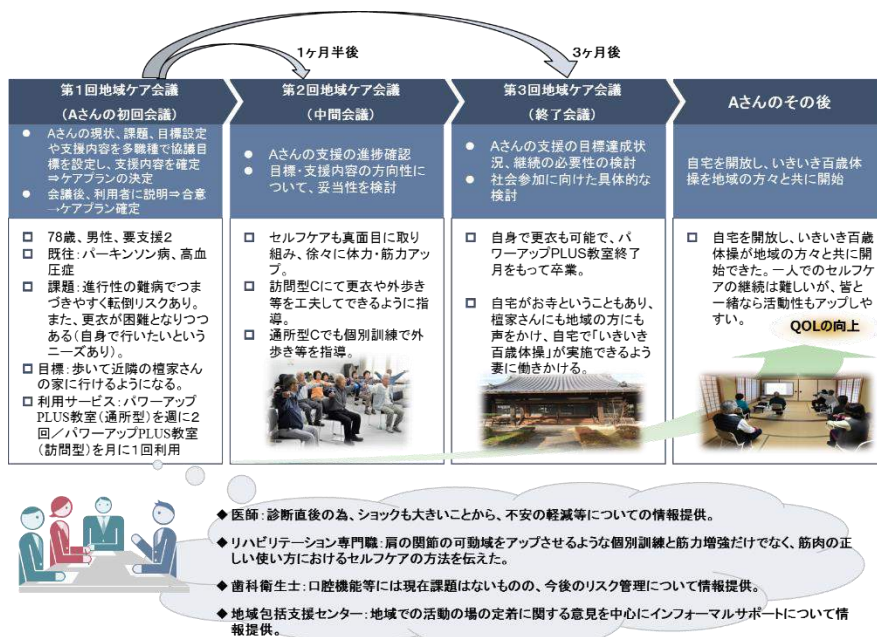 1ヶ月半後
3ヶ月後
第1回地域ケア会議
(Aさんの初回会議)
● Aさんの現状、課題、目標設定
や支援内容を多職種で協議目
標を設定し、支援内容を確定
⇒ケアプランの決定
● 会議後、利用者に説明⇒合意
→ケアプラン確定
□ 78歳、男性、要支援2
□ 既往:パーキンソン病、高血
圧症
□ 課題:進行性の難病でつま
づきやすく転倒リスクあり。
また、更衣が困難となりつつ
ある(自身で行いたいという
ニーズあり)。
□ 目標:歩いて近隣の檀家さん
の家に行けるようになる。
□ 利用サービス:パワーアップ
PLUS教室(通所型)を週に2
回/パワーアップPLUS教室
(訪問型)を月に1回利用
第2回地域ケア会議
(中間会議)
● Aさんの支援の進捗確認
● 目標・支援内容の方向性に
ついて、妥当性を検討
□ セルフケアも真面目に取り
組み、徐々に体力・筋力アッ
プ。
□ 訪問型Cにて更衣や外歩き
等を工夫してできるように指
導。
□ 通所型Cでも個別訓練で外
歩き等を指導。
第3回地域ケア会議
(終了会議)
● Aさんの支援の目標達成状
況、継続の必要性の検討
● 社会参加に向けた具体的な
検討
□ 自身で更衣も可能で、パ
ワーアップPLUS教室終了
月をもって卒業。
□ 自宅がお寺ということもあり、
檀家さんにも地域の方にも
声をかけ、自宅で「いきいき
百歳体操」が実施できるよう
妻に働きかける。
Aさんのその後
自宅を開放し、いきいき百歳体
操を地域の方々と共に開始
□ 自宅を開放し、いきいき百歳
体操が地域の方々と共に開
始できた。一人でのセルフケ
アの継続は難しいが、皆と
一緒なら活動性もアップしや
すい。
QOLの向上
◆ 医師:診断直後の為、ショックも大きいことから、不安の軽減等についての情報提供。
◆ リハビリテーション専門職:肩の関節の可動域をアップさせるような個別訓練と筋力増強だけでなく、筋肉の正
しい使い方におけるセルフケアの方法を伝えた。
◆ 歯科衛生士:口腔機能等には現在課題はないものの、今後のリスク管理について情報提供。
◆ 地域包括支援センター:地域での活動の場の定着に関する意見を中心にインフォーマルサポートについて情
報提供。